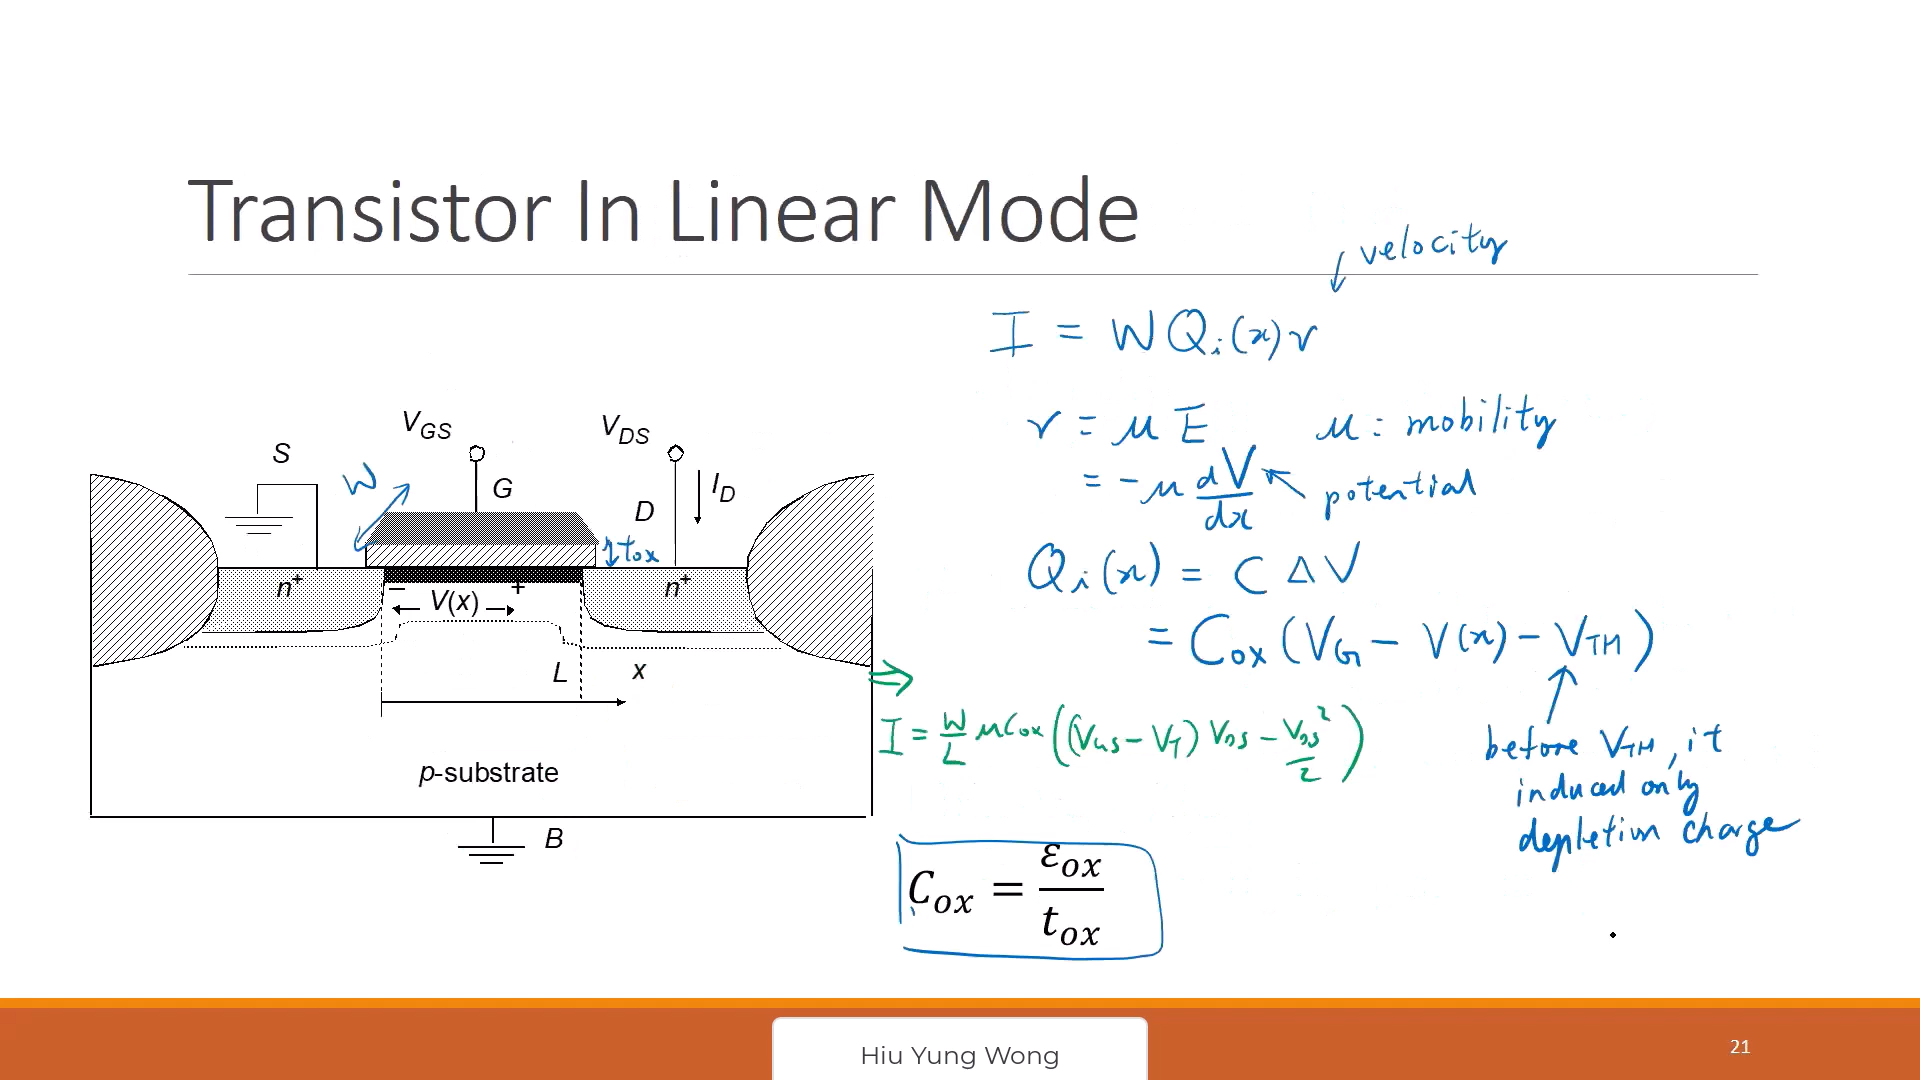 Transistor In Linear Mode
velocity
I = W Qi(x) v
v = μ E
μ : mobility
= -μ dV/dx
potential
Qi(x) = C Δ V
= Cox (VG - V(x) - VTH)
before VTH, it
induced only
depletion charge
VGS
VDS
S
W
G
D
ID
tox
n+
–
+
n+
V(x)
L
x
⇒
I = W/L μCox ((VGS - VT) VDS - VDS²/2)
p-substrate
B
Cox = εox/tox
Hiu Yung Wong
21